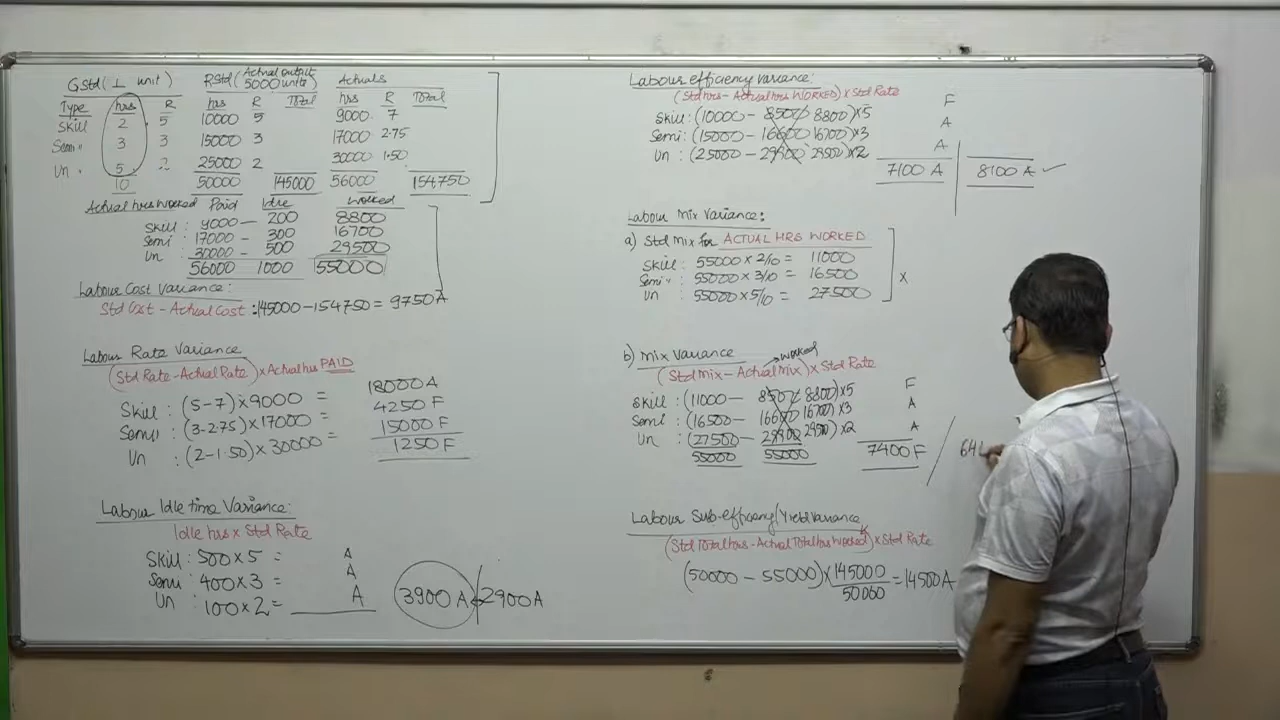 GStd(1 unit)
Type hrs R
Skill 2 5
Semi" 3 3
Un 5 2
10
RStd(Actual output 5000 units)
hrs R Total
10000 5
15000 3
25000 2
50000 145000
Actuals
hrs R Total
9000 7
17000 2.75
30000 1.50
56000 154750
Actual hrs Worked Paid Idle Worked
Skill: 9000 - 200 8800
Semi: 17000 - 300 16700
Un: 30000 - 500 29500
56000 1000 55000
Labour Cost Variance:
Std Cost - Actual Cost :145000-154750 = 9750A
Labour Rate Variance
(Std Rate - Actual Rate) x Actual hrs PAID
Skill: (5-7) x 9000 = 18000A
Semi: (3-2.75) x 17000 = 4250 F
Un: (2-1.50) x 30000 = 15000 F
1250 F
Labour Idle time Variance:
Idle hrs x Std Rate
Skill: 500 x 5 = A
Semi: 400 x 3 = A
Un: 100 x 2 = A
3900 A 2900A
Labour efficiency variance:
(Std hrs - Actual hrs WORKED) x Std Rate
Skill: (10000 - 8500 8800) x 5 F
Semi: (15000 - 16600 16700) x 3 A
Un: (25000 - 29900 29500) x 2 A
7100 A 8100 A ✓
Labour Mix Variance:
a) Std Mix for ACTUAL HRS WORKED
Skill: 55000 x 2/10 = 11000
Semi": 55000 x 3/10 = 16500
Un: 55000 x 5/10 = 27500
x
b) Mix Variance
worked
(Std Mix - Actual Mix) x Std Rate
Skill: (11000 - 8500 8800) x 5 F
Semi: (16500 - 16600 16700) x 3 A
Un: (27500 - 29900 29500) x 2 A
55000 55000 7400 F / 64
Labour Sub-efficiency/Yield Variance
(Std Total hrs - Actual Total hrs Worked) x Std Rate
(50000 - 55000) x 145000/50000 = 14500A